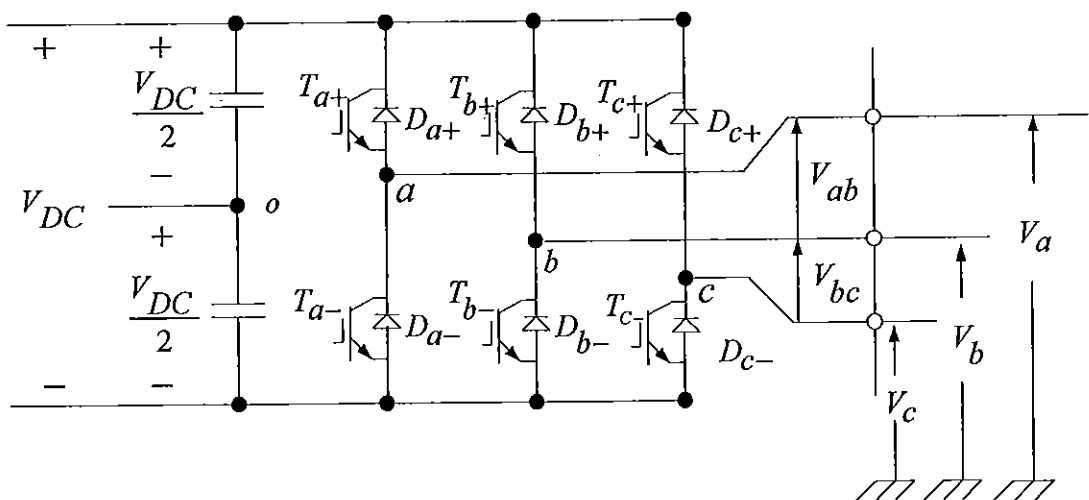 + +
V_DC
2
T_a+ D_a+ T_b+ D_b+ T_c+ D_c+
−
a
V_ab
V_DC o
+
b
V_a
V_DC
2
T_a- D_a- T_b- D_b- c T_c- D_c-
V_bc
V_b
− −
V_c